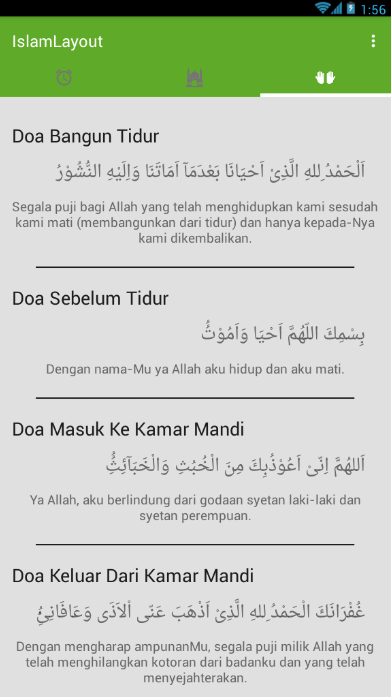 1:56
IslamLayout
Doa Bangun Tidur
اَلْحَمْدُ ِللهِ الَّذِىْ اَحْيَانَا بَعْدَمَآ اَمَاتَنَا وَاِلَيْهِ النُّشُوْرُ
Segala puji bagi Allah yang telah menghidupkan kami sesudah
kami mati (membangunkan dari tidur) dan hanya kepada-Nya
kami dikembalikan.
Doa Sebelum Tidur
بِسْمِكَ اللّٰهُمَّ اَحْيَا وَاَمُوْتُ
Dengan nama-Mu ya Allah aku hidup dan aku mati.
Doa Masuk Ke Kamar Mandi
اَللهُمَّ اِنّىْ اَعُوْذُبِكَ مِنَ الْخُبُثِ وَالْخَبَآئِثُِ
Ya Allah, aku berlindung dari godaan syetan laki-laki dan
syetan perempuan.
Doa Keluar Dari Kamar Mandi
غُفْرَانَكَ الْحَمْدُ ِللهِ الَّذِىْ اَذْهَبَ عَنّى اْلاَذَى وَعَافَانِىُِ
Dengan mengharap ampunanMu, segala puji milik Allah yang
telah menghilangkan kotoran dari badanku dan yang telah
menyejahterakan.